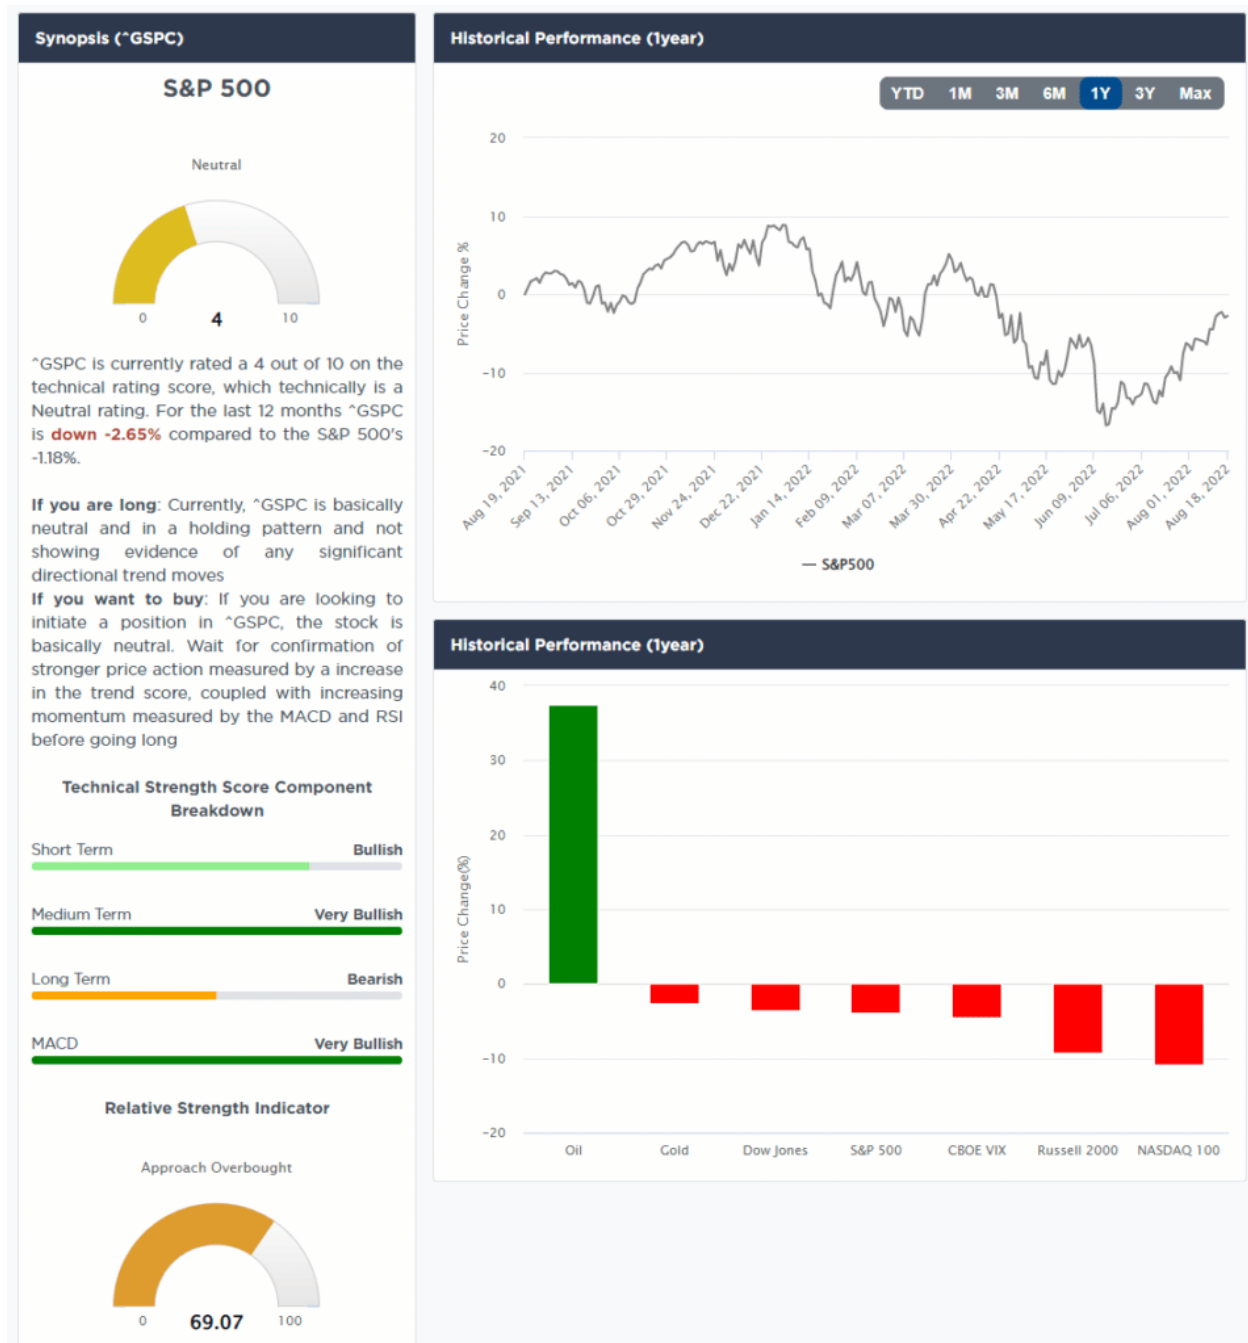 Synopsis (^GSPC)
S&P 500
Neutral
0
4
10
^GSPC is currently rated a 4 out of 10 on the
technical rating score, which technically is a
Neutral rating. For the last 12 months ^GSPC
is down -2.65% compared to the S&P 500's
-1.18%.
If you are long: Currently, ^GSPC is basically
neutral and in a holding pattern and not
showing evidence of any significant
directional trend moves
If you want to buy: If you are looking to
initiate a position in ^GSPC, the stock is
basically neutral. Wait for confirmation of
stronger price action measured by a increase
in the trend score, coupled with increasing
momentum measured by the MACD and RSI
before going long
Technical Strength Score Component
Breakdown
Short Term Bullish
Medium Term Very Bullish
Long Term Bearish
MACD Very Bullish
Relative Strength Indicator
Approach Overbought
0
69.07
100
Historical Performance (1year)
YTD 1M 3M 6M 1Y 3Y Max
Price Change %
20
10
0
-10
-20
Aug 19, 2021
Sep 13, 2021
Oct 06, 2021
Oct 29, 2021
Nov 24, 2021
Dec 22, 2021
Jan 14, 2022
Feb 09, 2022
Mar 07, 2022
Mar 30, 2022
Apr 22, 2022
May 17, 2022
Jun 09, 2022
Jul 06, 2022
Aug 01, 2022
Aug 18, 2022
— S&P500
Historical Performance (1year)
Price Change(%)
40
30
20
10
0
-10
-20
Oil
Gold
Dow Jones
S&P 500
CBOE VIX
Russell 2000
NASDAQ 100